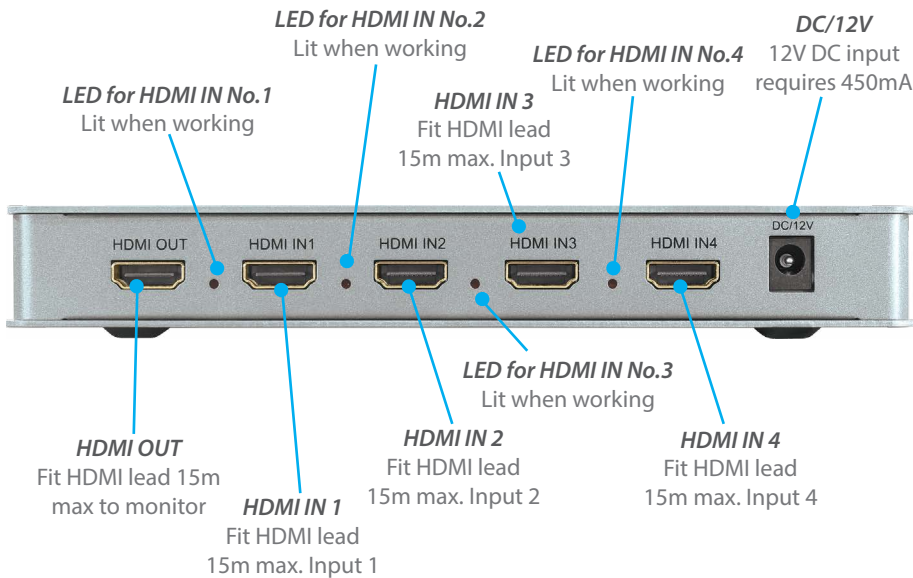 LED for HDMI IN No.2
Lit when working
DC/12V
12V DC input
requires 450mA
LED for HDMI IN No.4
Lit when working
LED for HDMI IN No.1
Lit when working
HDMI IN 3
Fit HDMI lead
15m max. Input 3
HDMI OUT
HDMI IN1
HDMI IN2
HDMI IN3
HDMI IN4
DC/12V
LED for HDMI IN No.3
Lit when working
HDMI OUT
Fit HDMI lead 15m
max to monitor
HDMI IN 1
Fit HDMI lead
15m max. Input 1
HDMI IN 2
Fit HDMI lead
15m max. Input 2
HDMI IN 4
Fit HDMI lead
15m max. Input 4